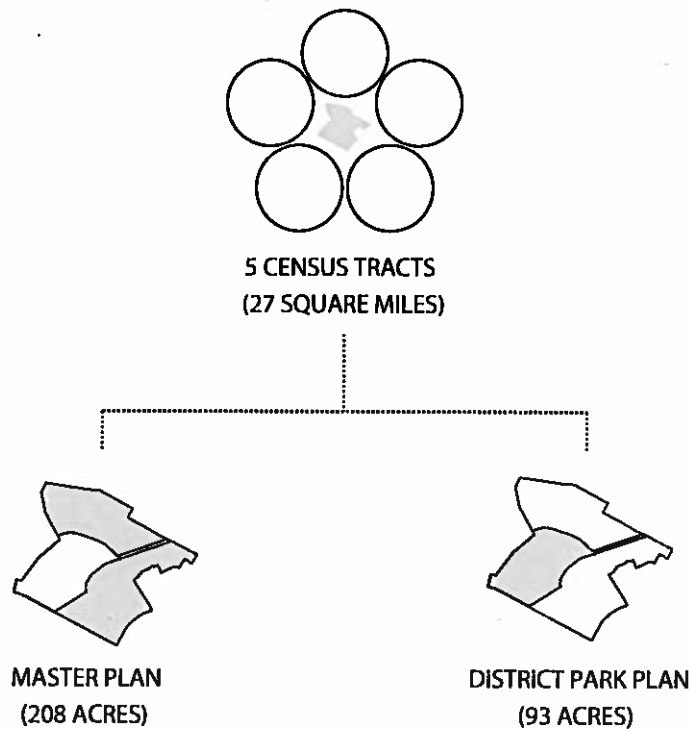 5 CENSUS TRACTS
(27 SQUARE MILES)
MASTER PLAN
(208 ACRES)
DISTRICT PARK PLAN
(93 ACRES)